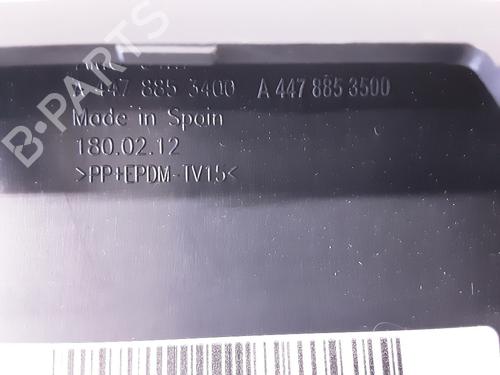 A 447 885 3400 A 447 885 3500
Made in Spain
180.02.12
>PP+EPDM-TV15<
B-PARTS